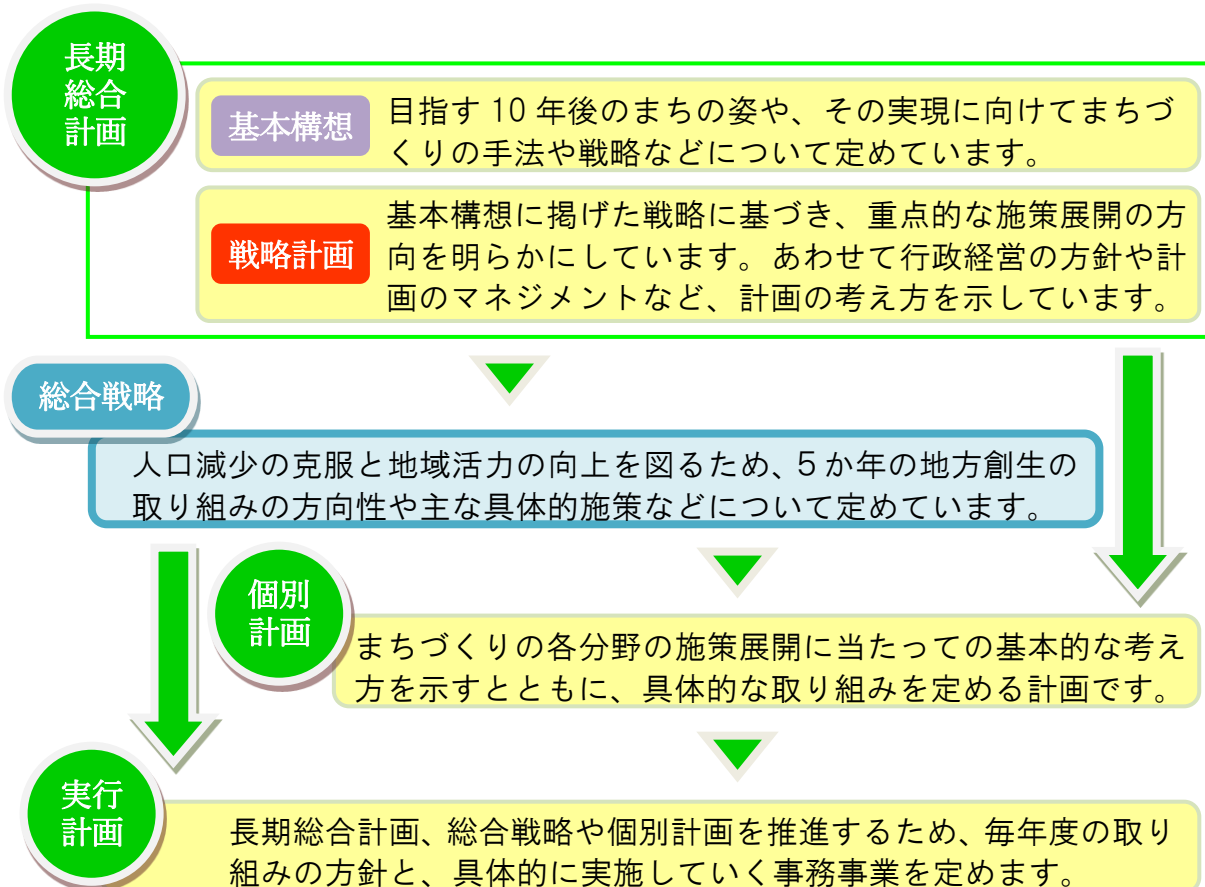 長期
総合
計画
基本構想
目指す 10 年後のまちの姿や、その実現に向けてまちづ
くりの手法や戦略などについて定めています。
戦略計画
基本構想に掲げた戦略に基づき、重点的な施策展開の方
向を明らかにしています。あわせて行政経営の方針や計
画のマネジメントなど、計画の考え方を示しています。
総合戦略
人口減少の克服と地域活力の向上を図るため、5か年の地方創生の
取り組みの方向性や主な具体的施策などについて定めています。
個別
計画
まちづくりの各分野の施策展開に当たっての基本的な考え
方を示すとともに、具体的な取り組みを定める計画です。
実行
計画
長期総合計画、総合戦略や個別計画を推進するため、毎年度の取り
組みの方針と、具体的に実施していく事務事業を定めます。